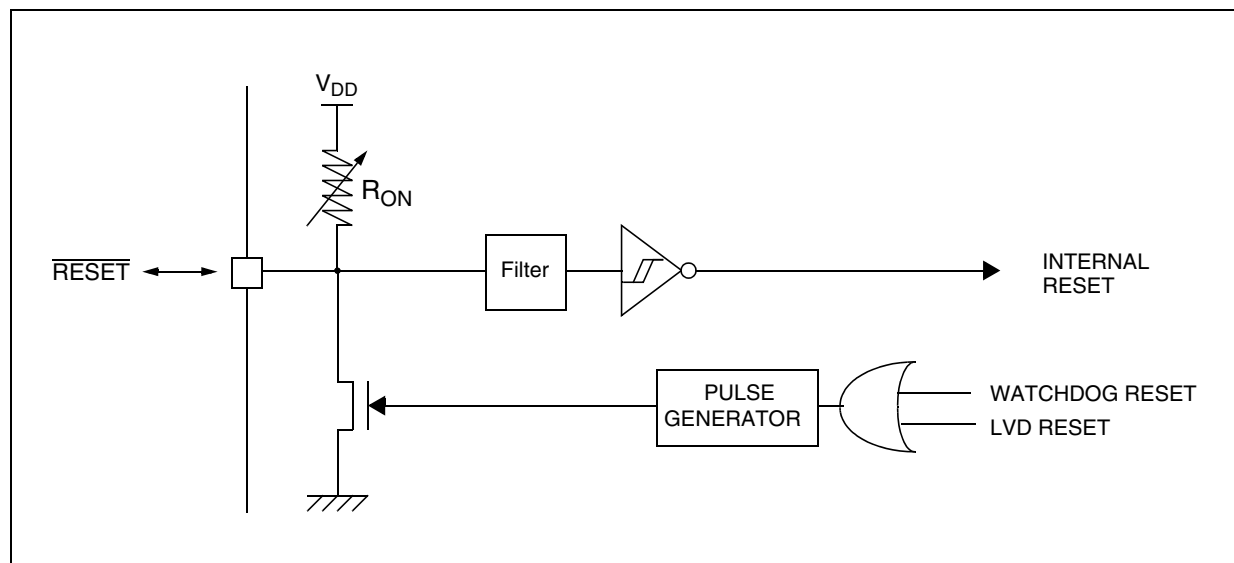 VDD
RON
RESET
Filter
INTERNAL
RESET
PULSE
GENERATOR
WATCHDOG RESET
LVD RESET